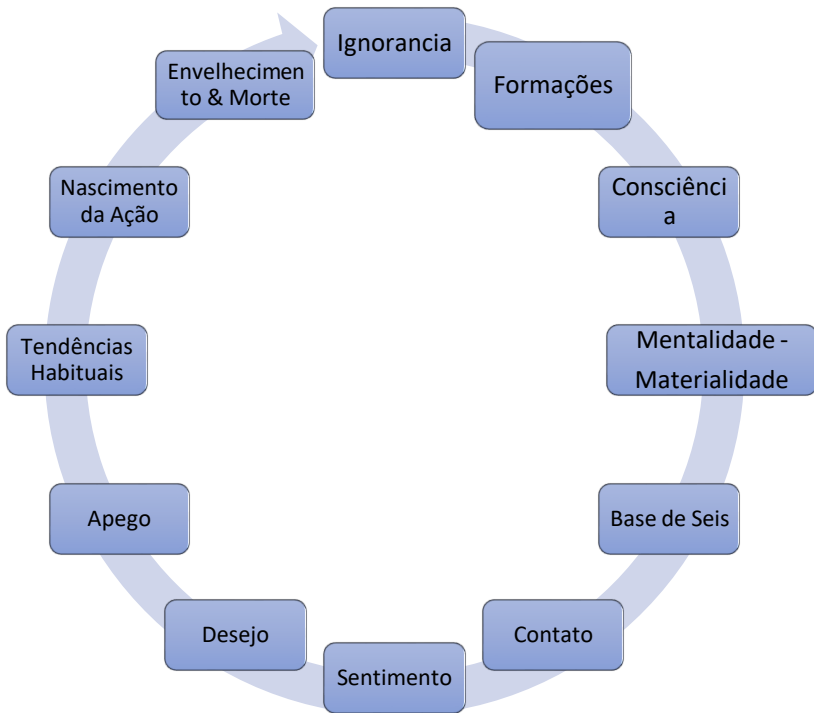 Ignorancia
Formações
Consciênci
a
Mentalidade -
Materialidade
Base de Seis
Contato
Sentimento
Desejo
Apego
Tendências
Habituais
Nascimento
da Ação
Envelhecimen
to & Morte